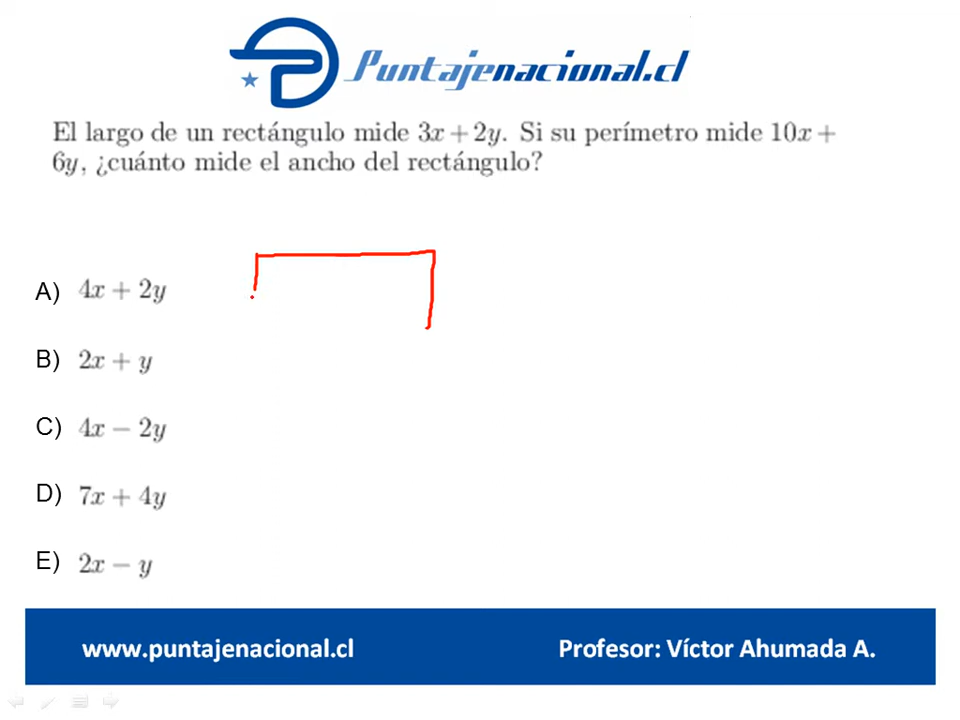 Puntajenacional.cl
El largo de un rectángulo mide 3x + 2y. Si su perímetro mide 10x +
6y, ¿cuánto mide el ancho del rectángulo?
A) 4x + 2y
B) 2x + y
C) 4x − 2y
D) 7x + 4y
E) 2x − y
www.puntajenacional.cl Profesor: Víctor Ahumada A.